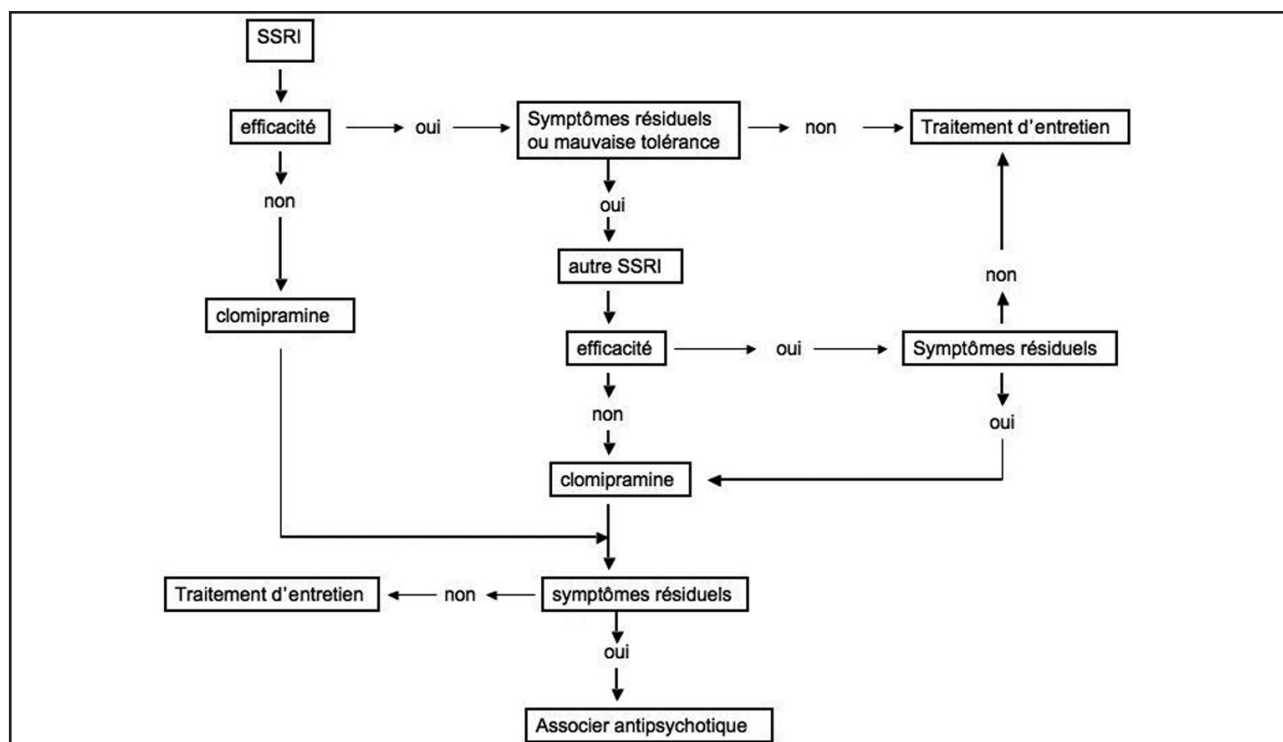 SSRI
efficacité
oui
Symptômes résiduels
ou mauvaise tolérance
non
Traitement d'entretien
non
oui
autre SSRI
non
clomipramine
efficacité
oui
Symptômes résiduels
non
oui
clomipramine
Traitement d'entretien
non
symptômes résiduels
oui
Associer antipsychotique